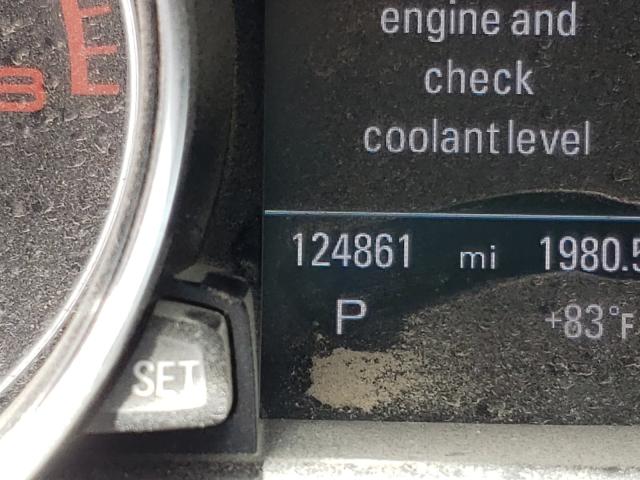 engine and
check
coolant level
124861 mi 1980.5
P +83°F
SET
E